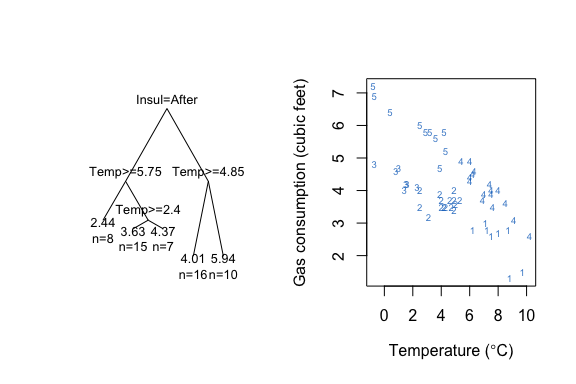 Insul=After
Temp>=5.75 Temp>=4.85
2.44
n=8
Temp>=2.4
3.63 4.37
n=15 n=7
4.01 5.94
n=16 n=10
Gas consumption (cubic feet)
7
6
5
4
3
2
0 2 4 6 8 10
Temperature (°C)